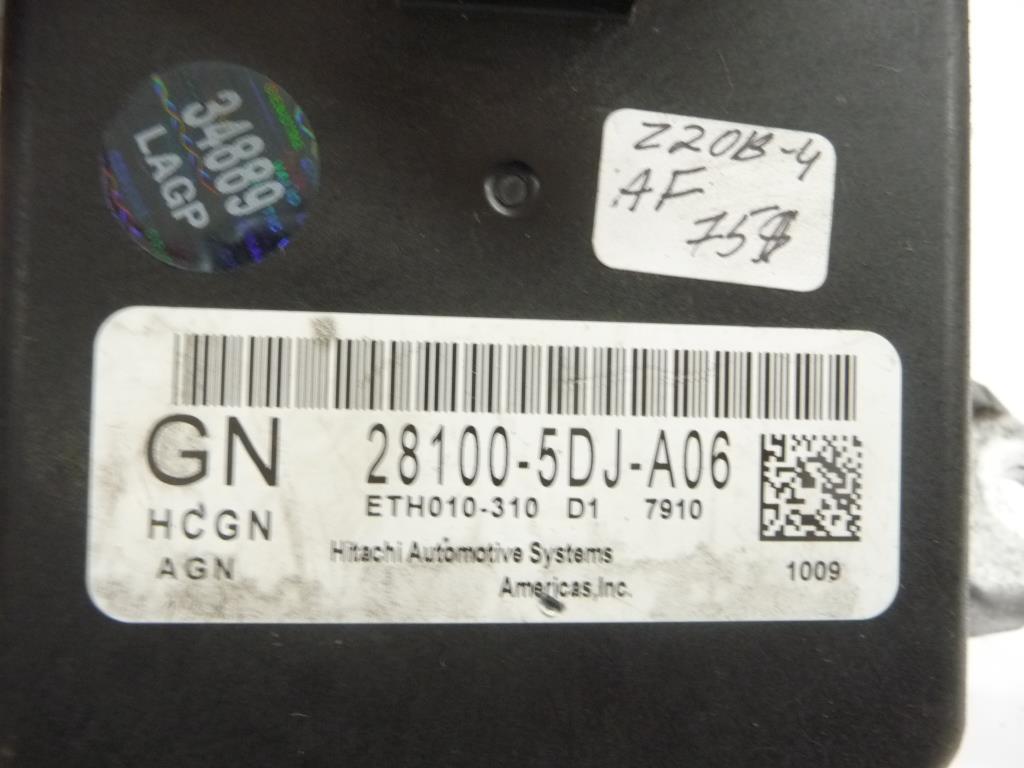 34889
LAGP
Z20B-4
AF
75$
GN
28100-5DJ-A06
ETH010-310 D1 7910
HCGN
AGN
Hitachi Automotive Systems
Americas,Inc.
1009